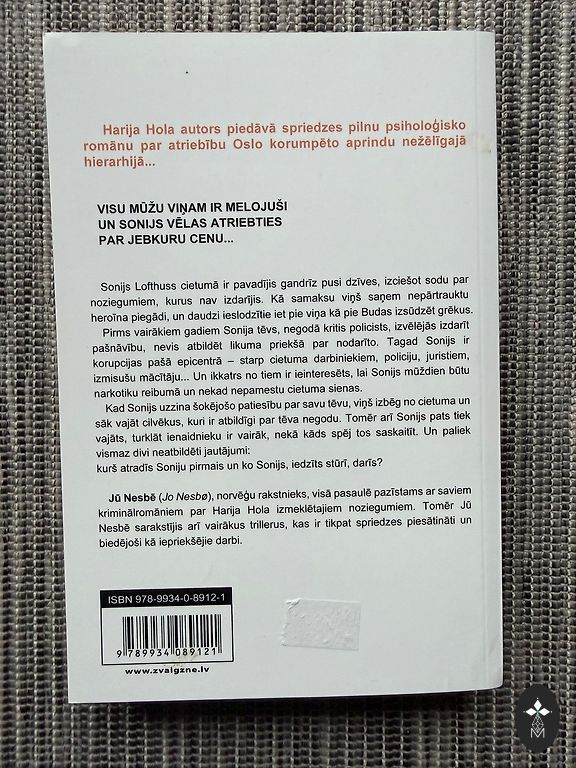 Harija Hola autors piedāvā spriedzes pilnu psiholoģisko
romānu par atriebību Oslo korumpēto aprindu nežēlīgajā
hierarhijā...
VISU MŪŽU VIŅAM IR MELOJUŠI
UN SONIJS VĒLAS ATRIEBTIES
PAR JEBKURU CENU...
Sonijs Lofthuss cietumā ir pavadījis gandrīz pusi dzīves, izciešot sodu par
noziegumiem, kurus nav izdarījis. Kā samaksu viņš saņem nepārtrauktu
heroīna piegādi, un daudzi ieslodzītie iet pie viņa kā pie Budas izsūdzēt grēkus.
Pirms vairākiem gadiem Sonija tēvs, negodā kritis policists, izvēlējās izdarīt
pašnāvību, nevis atbildēt likuma priekšā par nodarīto. Tagad Sonijs ir
korupcijas pašā epicentrā – starp cietuma darbiniekiem, policiju, juristiem,
izmisušu mācītāju... Un ikkatrs no tiem ir ieinteresēts, lai Sonijs mūždien būtu
narkotiku reibumā un nekad nepamestu cietuma sienas.
Kad Sonijs uzzina šokējošo patiesību par savu tēvu, viņš izbēg no cietuma un
sāk vajāt cilvēkus, kuri ir atbildīgi par tēva negodu. Tomēr arī Sonijs pats tiek
vajāts, turklāt ienaidnieku ir vairāk, nekā kāds spēj tos saskaitīt. Un paliek
vismaz divi neatbildēti jautājumi:
kurš atradīs Soniju pirmais un ko Sonijs, iedzīts stūrī, darīs?
Jū Nesbē (Jo Nesbø), norvēģu rakstnieks, visā pasaulē pazīstams ar saviem
kriminālromāniem par Harija Hola izmeklētajiem noziegumiem. Tomēr Jū
Nesbē sarakstījis arī vairākus trillerus, kas ir tikpat spriedzes piesātināti un
biedējoši kā iepriekšējie darbi.
ISBN 978-9934-0-8912-1
9 789934 089121
www.zvaigzne.lv
M